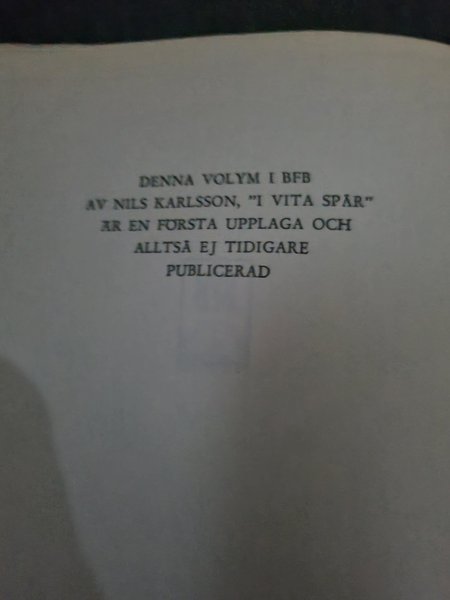 DENNA VOLYM I BFB
AV NILS KARLSSON, "I VITA SPÅR"
ÄR EN FÖRSTA UPPLAGA OCH
ALLTSÅ EJ TIDIGARE
PUBLICERAD